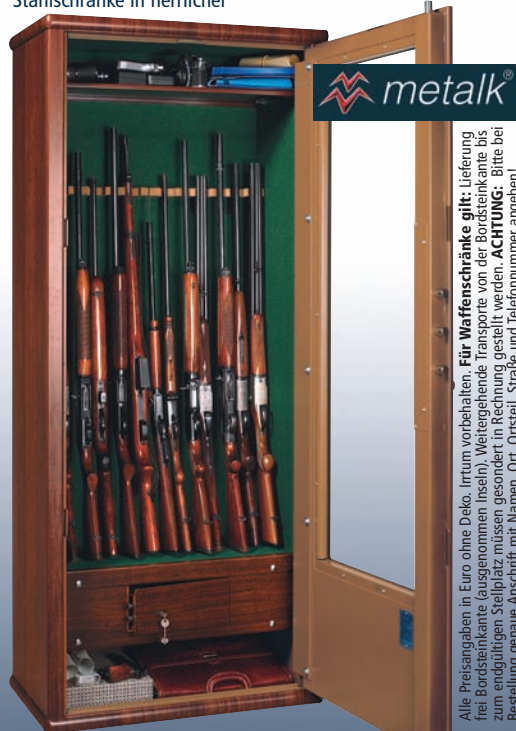 Stahlschränke in herrlicher
metalk®
Alle Preisangaben in Euro ohne Deko. Irrtum vorbehalten. Für Waffenschränke gilt: Lieferung
frei Bordsteinkante (ausgenommen Inseln). Weitergehende Transporte von der Bordsteinkante bis
zum endgültigen Stellplatz müssen gesondert in Rechnung gestellt werden. ACHTUNG: Bitte bei
Bestellung genaue Anschrift mit Namen, Ort, Ortsteil, Straße und Telefonnummer angeben!